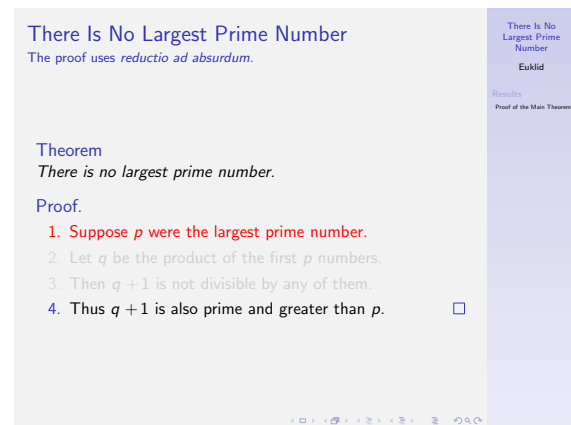 There Is No Largest Prime Number
The proof uses reductio ad absurdum.
Theorem
There is no largest prime number.
Proof.
1. Suppose p were the largest prime number.
2. Let q be the product of the first p numbers.
3. Then q + 1 is not divisible by any of them.
4. Thus q + 1 is also prime and greater than p. □
There Is No
Largest Prime
Number
Euklid
Results
Proof of the Main Theorem